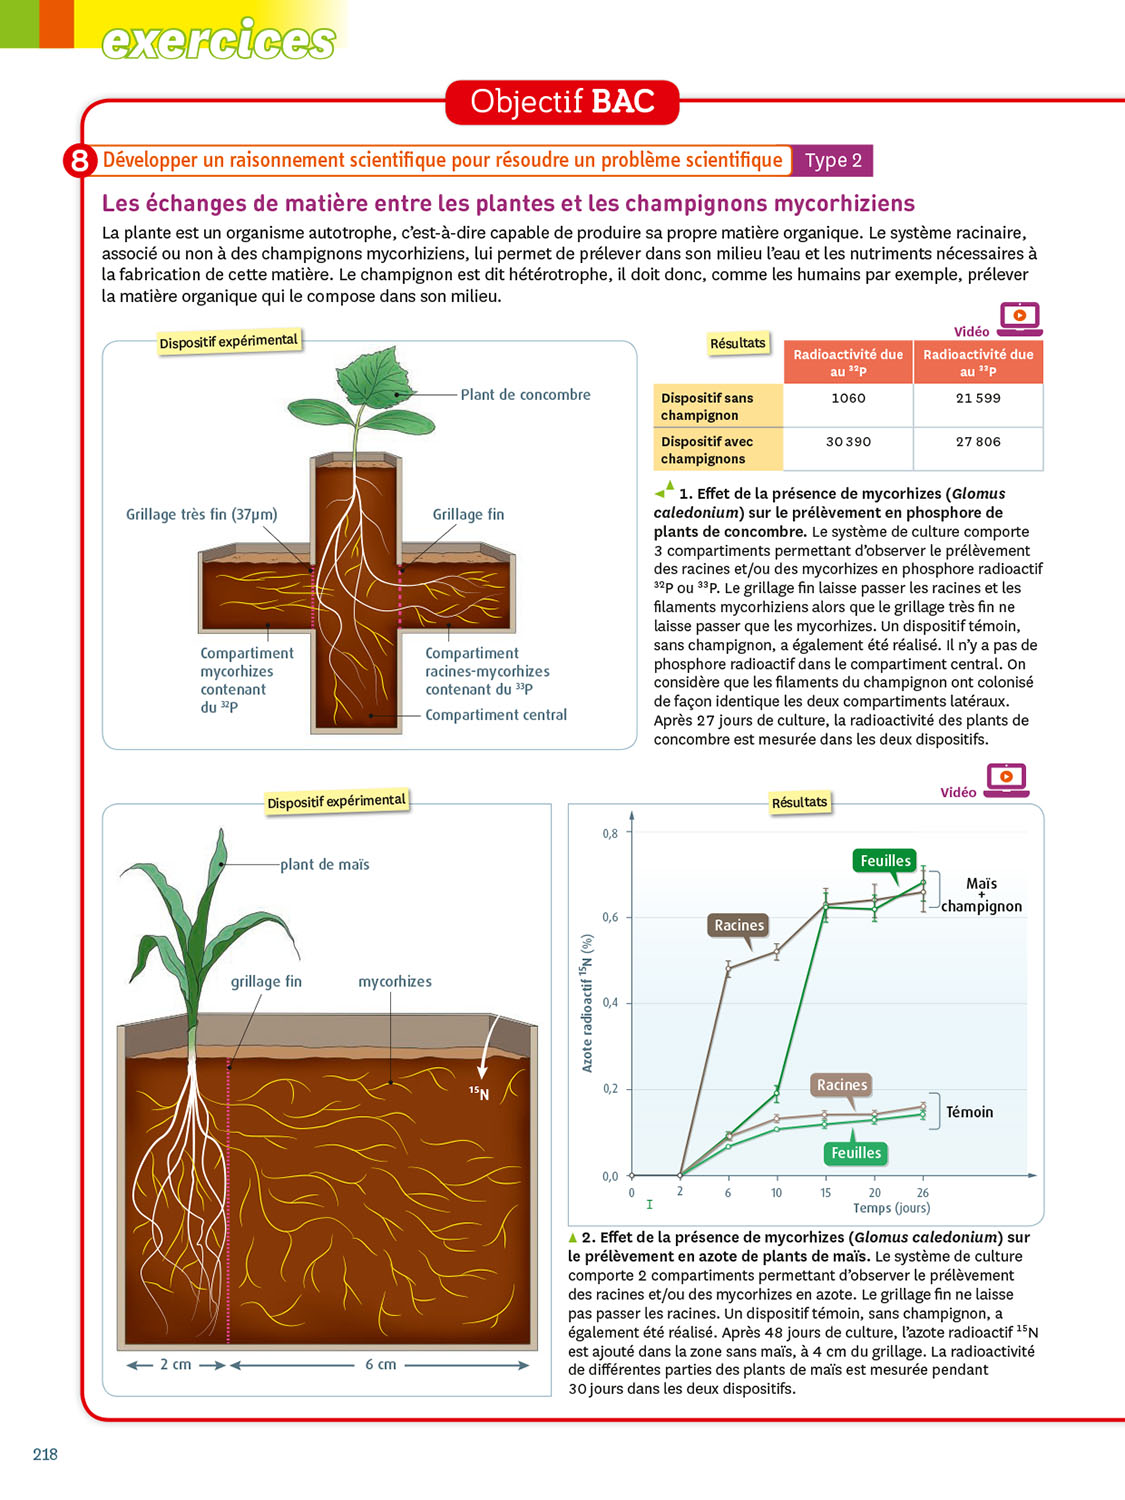 exercices
Objectif BAC
8 Développer un raisonnement scientifique pour résoudre un problème scientifique Type 2
Les échanges de matière entre les plantes et les champignons mycorhiziens
La plante est un organisme autotrophe, c'est-à-dire capable de produire sa propre matière organique. Le système racinaire,
associé ou non à des champignons mycorhiziens, lui permet de prélever dans son milieu l'eau et les nutriments nécessaires à
la fabrication de cette matière. Le champignon est dit hétérotrophe, il doit donc, comme les humains par exemple, prélever
la matière organique qui le compose dans son milieu.
Dispositif expérimental
Plant de concombre
Grillage très fin (37µm)
Grillage fin
Compartiment
mycorhizes
contenant
du ³²P
Compartiment
racines-mycorhizes
contenant du ³³P
Compartiment central
Vidéo
Résultats
Radioactivité due
au ³²P
Radioactivité due
au ³³P
Dispositif sans
champignon
1060
21 599
Dispositif avec
champignons
30 390
27 806
1. Effet de la présence de mycorhizes (Glomus
caledonium) sur le prélèvement en phosphore de
plants de concombre. Le système de culture comporte
3 compartiments permettant d'observer le prélèvement
des racines et/ou des mycorhizes en phosphore radioactif
³²P ou ³³P. Le grillage fin laisse passer les racines et les
filaments mycorhiziens alors que le grillage très fin ne
laisse passer que les mycorhizes. Un dispositif témoin,
sans champignon, a également été réalisé. Il n'y a pas de
phosphore radioactif dans le compartiment central. On
considère que les filaments du champignon ont colonisé
de façon identique les deux compartiments latéraux.
Après 27 jours de culture, la radioactivité des plants de
concombre est mesurée dans les deux dispositifs.
Dispositif expérimental
plant de maïs
grillage fin
mycorhizes
¹⁵N
2 cm
6 cm
Vidéo
Résultats
Azote radioactif ¹⁵N (%)
0,8
0,6
0,4
0,2
0,0
0
2
6
10
15
20
26
I
Temps (jours)
Feuilles
Racines
Maïs
+
champignon
Racines
Témoin
Feuilles
2. Effet de la présence de mycorhizes (Glomus caledonium) sur
le prélèvement en azote de plants de maïs. Le système de culture
comporte 2 compartiments permettant d'observer le prélèvement
des racines et/ou des mycorhizes en azote. Le grillage fin ne laisse
pas passer les racines. Un dispositif témoin, sans champignon, a
également été réalisé. Après 48 jours de culture, l'azote radioactif ¹⁵N
est ajouté dans la zone sans maïs, à 4 cm du grillage. La radioactivité
de différentes parties des plants de maïs est mesurée pendant
30 jours dans les deux dispositifs.
218